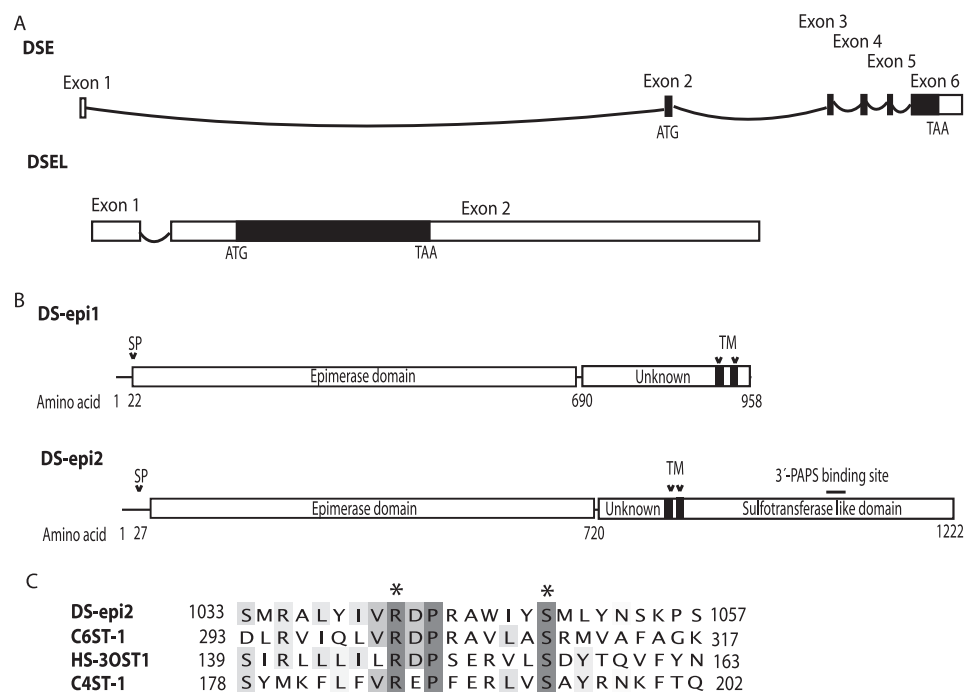 A
DSE
Exon 1
Exon 2
Exon 3
Exon 4
Exon 5
Exon 6
ATG
TAA
DSEL
Exon 1
Exon 2
ATG
TAA
B
DS-epi1
SP
TM
Epimerase domain
Unknown
Amino acid 1 22 690 958
DS-epi2
SP
TM
3´-PAPS binding site
Epimerase domain
Unknown
Sulfotransferase like domain
Amino acid 1 27 720 1222
C
* *
DS-epi2 1033 S M R A L Y I V R D P R A W I Y S M L Y N S K P S 1057
C6ST-1 293 D L R V I Q L V R D P R A V L A S R M V A F A G K 317
HS-3OST1 139 S I R L L L I L R D P S E R V L S D Y T Q V F Y N 163
C4ST-1 178 S Y M K F L F V R E P F E R L V S A Y R N K F T Q 202